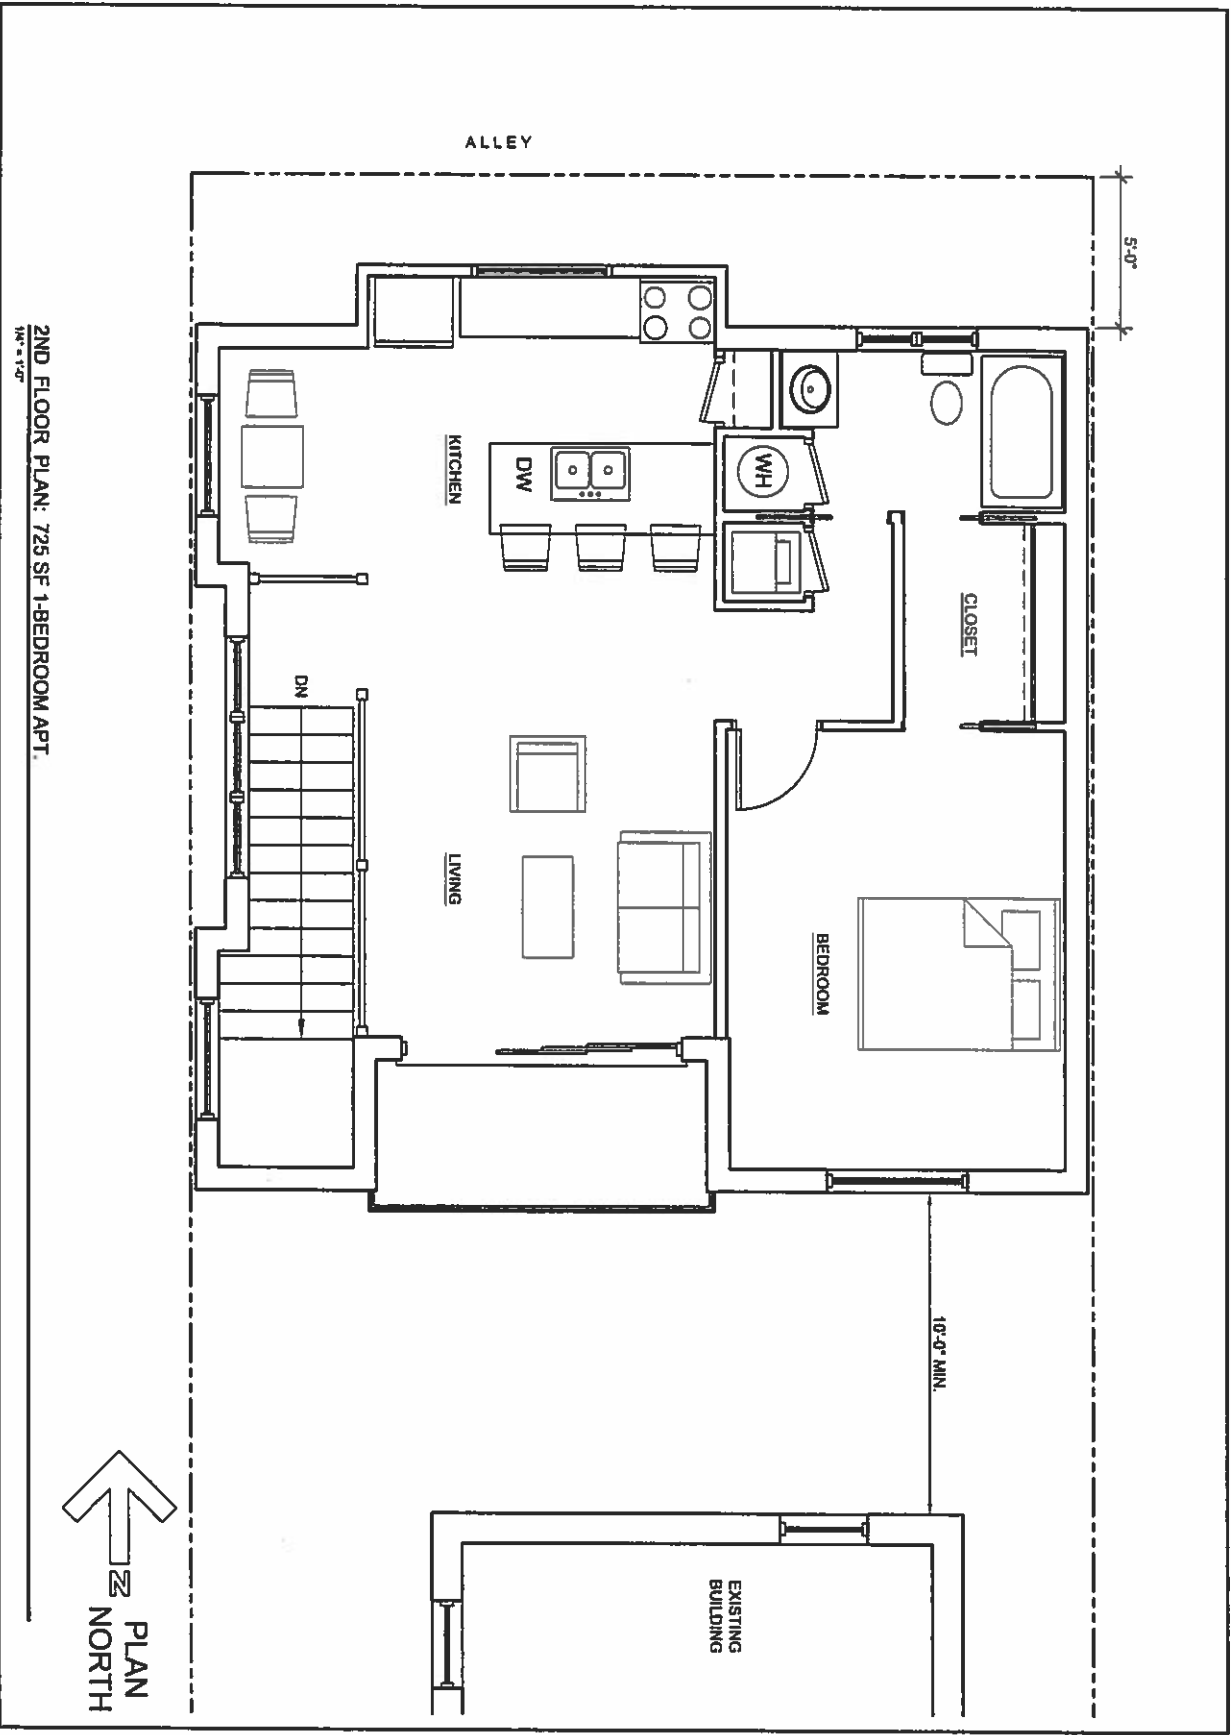 ALLEY
5'-0"
KITCHEN
DW
WH
CLOSET
DN
LIVING
BEDROOM
10'-0" MIN.
EXISTING
BUILDING
2ND FLOOR PLAN: 725 SF 1-BEDROOM APT.
1/4" = 1'-0"
N
PLAN
NORTH